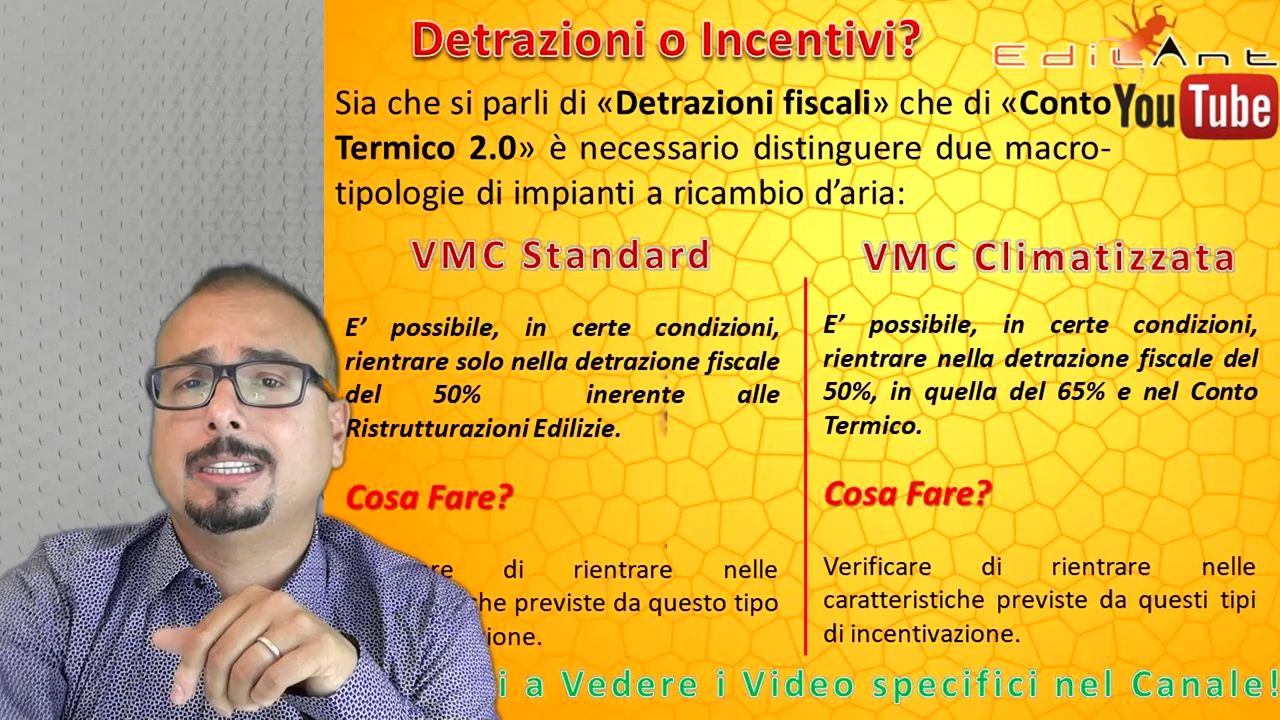 Detrazioni o Incentivi?
EdilAnt
YouTube
Sia che si parli di «Detrazioni fiscali» che di «Conto
Termico 2.0» è necessario distinguere due macro-
tipologie di impianti a ricambio d’aria:
VMC Standard
E’ possibile, in certe condizioni,
rientrare solo nella detrazione fiscale
del 50% inerente alle
Ristrutturazioni Edilizie.
Cosa Fare?
di rientrare nelle
previste da questo tipo
VMC Climatizzata
E’ possibile, in certe condizioni,
rientrare nella detrazione fiscale del
50%, in quella del 65% e nel Conto
Termico.
Cosa Fare?
Verificare di rientrare nelle
caratteristiche previste da questi tipi
di incentivazione.
a Vedere i Video specifici nel Canale!